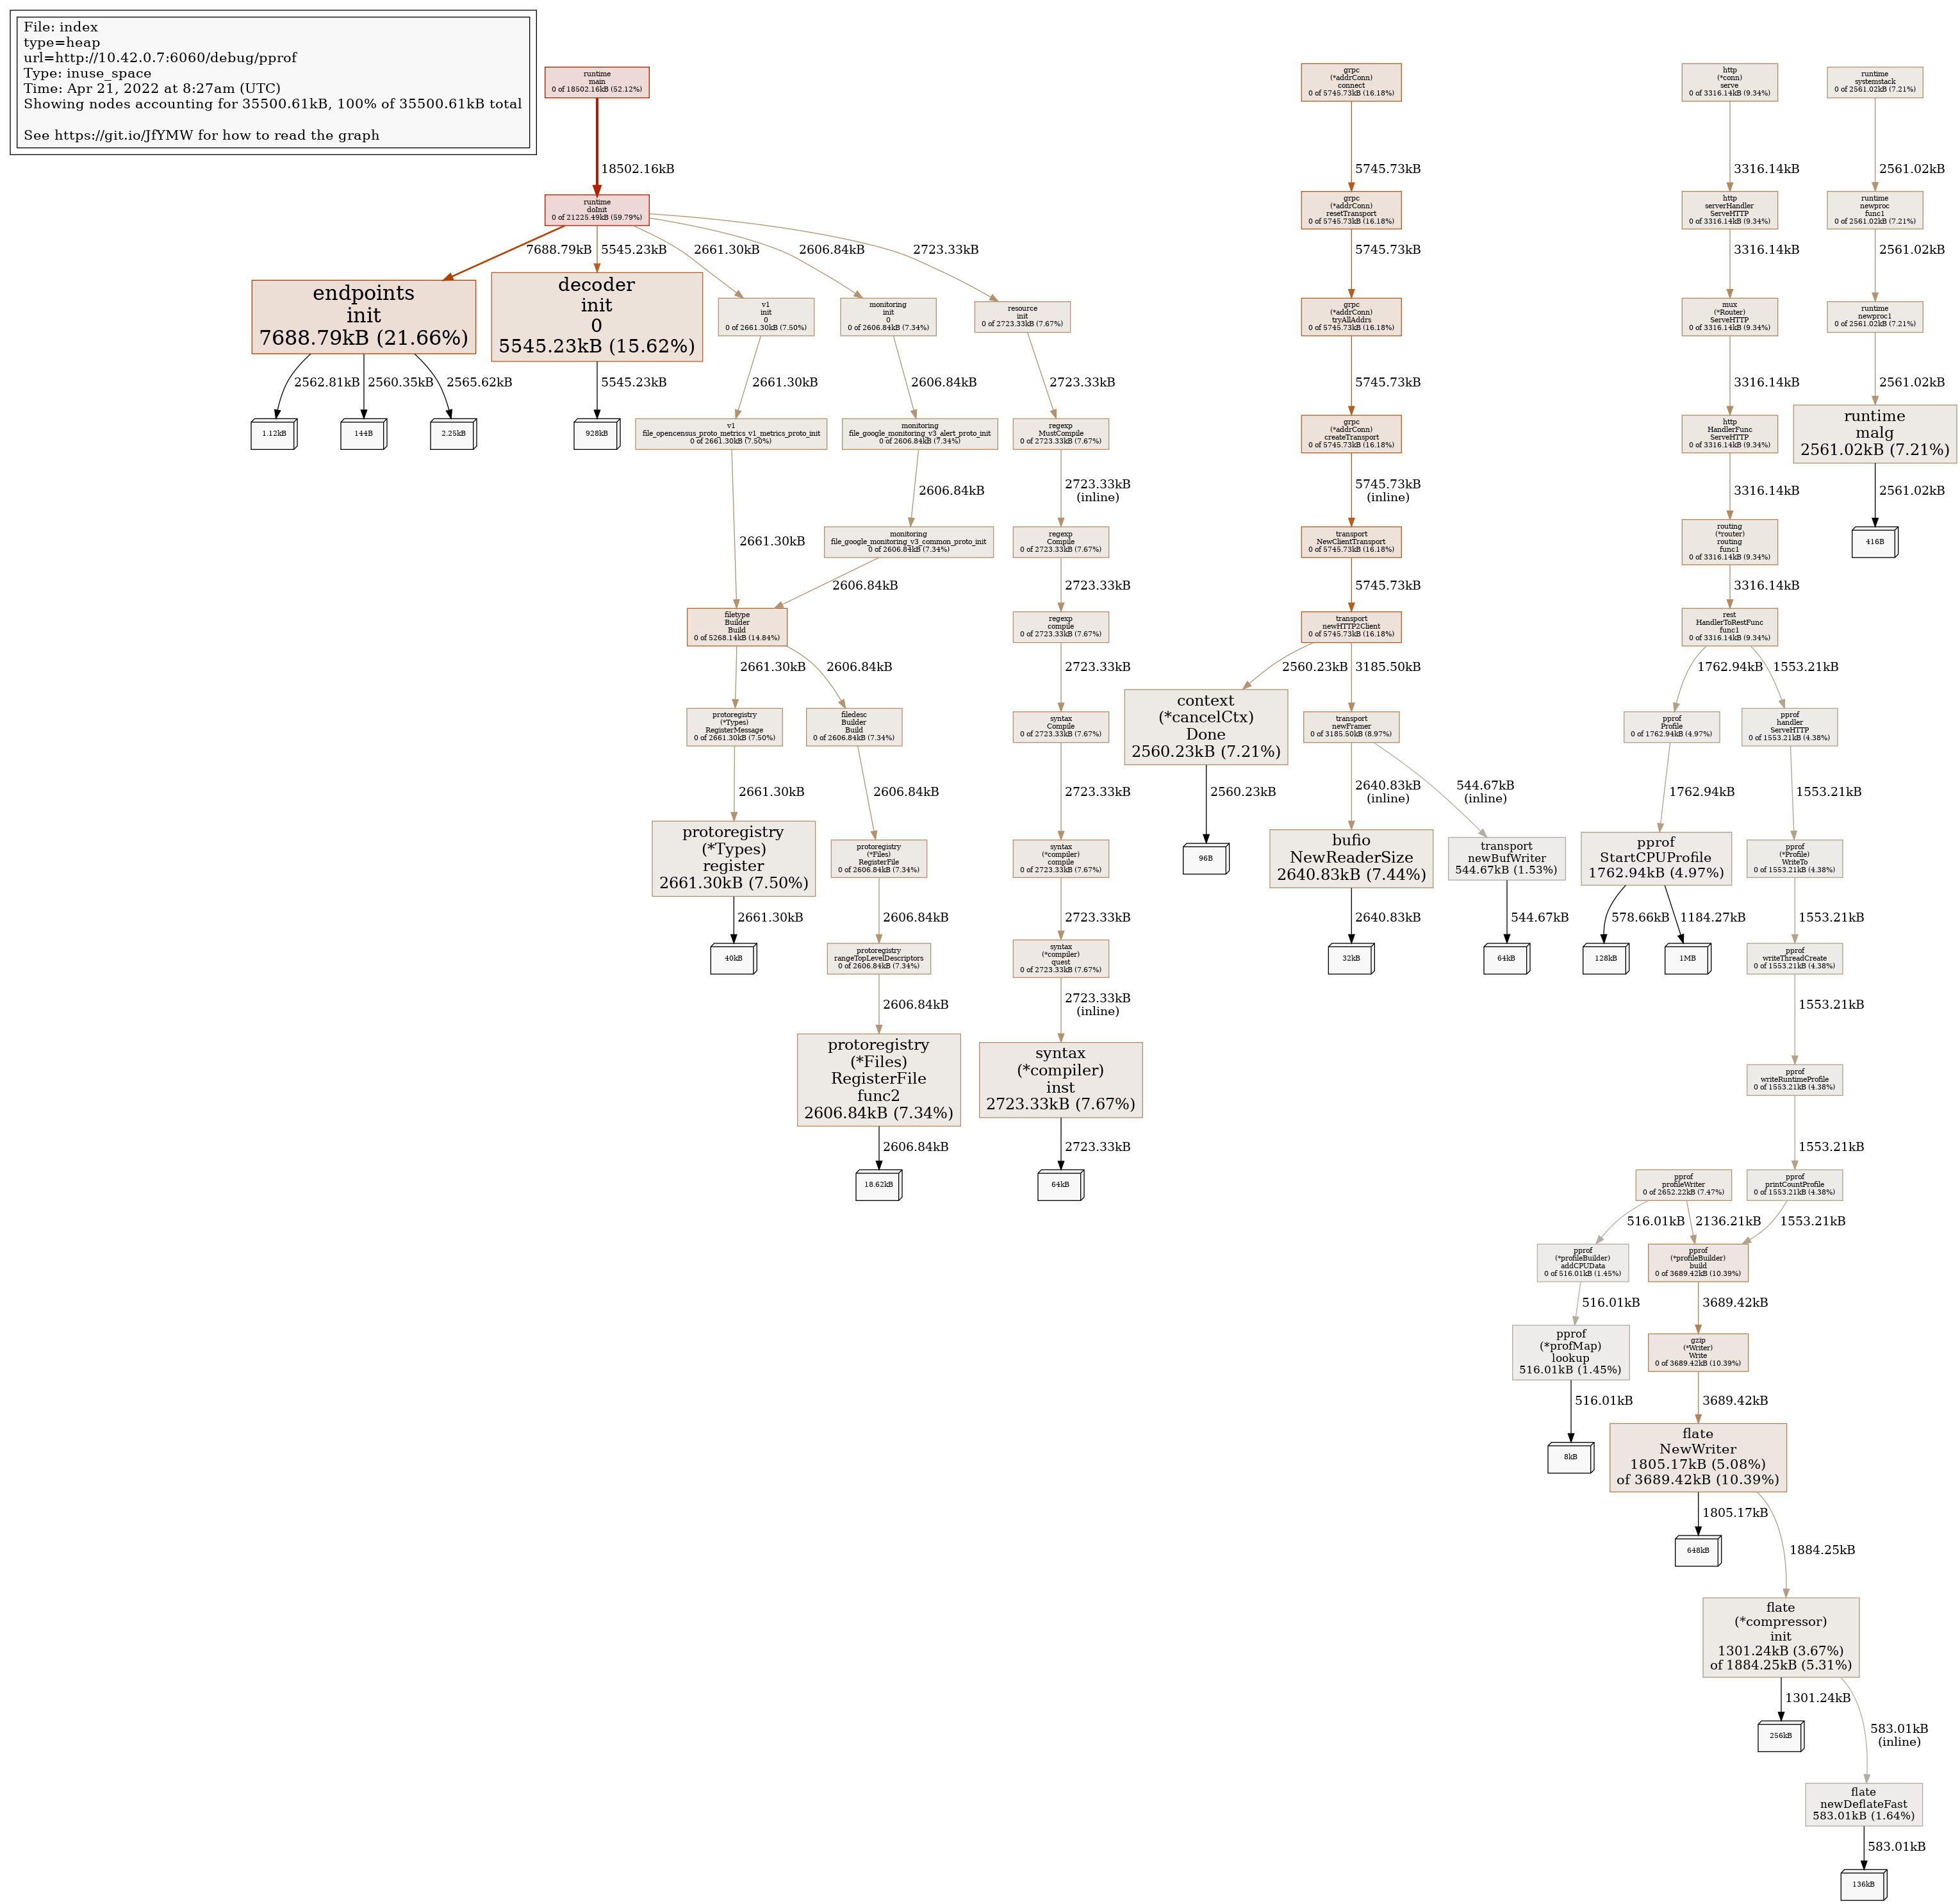 File: index
type=heap
url=http://10.42.0.7:6060/debug/pprof
Type: inuse_space
Time: Apr 21, 2022 at 8:27am (UTC)
Showing nodes accounting for 35500.61kB, 100% of 35500.61kB total
See https://git.io/JfYMW for how to read the graph
runtime
main
0 of 18502.16kB (52.12%)
18502.16kB
runtime
doInit
0 of 21225.49kB (59.79%)
7688.79kB
5545.23kB
2661.30kB
2606.84kB
2723.33kB
endpoints
init
7688.79kB (21.66%)
2562.81kB
2560.35kB
2565.62kB
1.12kB
144B
2.25kB
decoder
init
0
5545.23kB (15.62%)
5545.23kB
928kB
v1
init
0
0 of 2661.30kB (7.50%)
2661.30kB
v1
file_opencensus_proto_metrics_v1_metrics_proto_init
0 of 2661.30kB (7.50%)
2661.30kB
monitoring
init
0
0 of 2606.84kB (7.34%)
2606.84kB
monitoring
file_google_monitoring_v3_alert_proto_init
0 of 2606.84kB (7.34%)
2606.84kB
monitoring
file_google_monitoring_v3_common_proto_init
0 of 2606.84kB (7.34%)
2606.84kB
filetype
Builder
Build
0 of 5268.14kB (14.84%)
2661.30kB
2606.84kB
protoregistry
(*Types)
RegisterMessage
0 of 2661.30kB (7.50%)
2661.30kB
protoregistry
(*Types)
register
2661.30kB (7.50%)
2661.30kB
40kB
filedesc
Builder
Build
0 of 2606.84kB (7.34%)
2606.84kB
protoregistry
(*Files)
RegisterFile
0 of 2606.84kB (7.34%)
2606.84kB
protoregistry
rangeTopLevelDescriptors
0 of 2606.84kB (7.34%)
2606.84kB
protoregistry
(*Files)
RegisterFile
func2
2606.84kB (7.34%)
2606.84kB
18.62kB
resource
init
0 of 2723.33kB (7.67%)
2723.33kB
regexp
MustCompile
0 of 2723.33kB (7.67%)
2723.33kB
(inline)
regexp
Compile
0 of 2723.33kB (7.67%)
2723.33kB
regexp
compile
0 of 2723.33kB (7.67%)
2723.33kB
syntax
Compile
0 of 2723.33kB (7.67%)
2723.33kB
syntax
(*compiler)
compile
0 of 2723.33kB (7.67%)
2723.33kB
syntax
(*compiler)
quest
0 of 2723.33kB (7.67%)
2723.33kB
(inline)
syntax
(*compiler)
inst
2723.33kB (7.67%)
2723.33kB
64kB
grpc
(*addrConn)
connect
0 of 5745.73kB (16.18%)
5745.73kB
grpc
(*addrConn)
resetTransport
0 of 5745.73kB (16.18%)
5745.73kB
grpc
(*addrConn)
tryAllAddrs
0 of 5745.73kB (16.18%)
5745.73kB
grpc
(*addrConn)
createTransport
0 of 5745.73kB (16.18%)
5745.73kB
(inline)
transport
NewClientTransport
0 of 5745.73kB (16.18%)
5745.73kB
transport
newHTTP2Client
0 of 5745.73kB (16.18%)
2560.23kB
3185.50kB
context
(*cancelCtx)
Done
2560.23kB (7.21%)
2560.23kB
96B
transport
newFramer
0 of 3185.50kB (8.97%)
2640.83kB
(inline)
544.67kB
(inline)
bufio
NewReaderSize
2640.83kB (7.44%)
2640.83kB
32kB
transport
newBufWriter
544.67kB (1.53%)
544.67kB
64kB
http
(*conn)
serve
0 of 3316.14kB (9.34%)
3316.14kB
http
serverHandler
ServeHTTP
0 of 3316.14kB (9.34%)
3316.14kB
mux
(*Router)
ServeHTTP
0 of 3316.14kB (9.34%)
3316.14kB
http
HandlerFunc
ServeHTTP
0 of 3316.14kB (9.34%)
3316.14kB
routing
(*router)
routing
func1
0 of 3316.14kB (9.34%)
3316.14kB
rest
HandlerToRestFunc
func1
0 of 3316.14kB (9.34%)
1762.94kB
1553.21kB
pprof
Profile
0 of 1762.94kB (4.97%)
1762.94kB
pprof
StartCPUProfile
1762.94kB (4.97%)
578.66kB
1184.27kB
128kB
1MB
pprof
handler
ServeHTTP
0 of 1553.21kB (4.38%)
1553.21kB
pprof
(*Profile)
WriteTo
0 of 1553.21kB (4.38%)
1553.21kB
pprof
writeThreadCreate
0 of 1553.21kB (4.38%)
1553.21kB
pprof
writeRuntimeProfile
0 of 1553.21kB (4.38%)
1553.21kB
pprof
printCountProfile
0 of 1553.21kB (4.38%)
1553.21kB
pprof
profileWriter
0 of 2652.22kB (7.47%)
516.01kB
2136.21kB
pprof
(*profileBuilder)
addCPUData
0 of 516.01kB (1.45%)
516.01kB
pprof
(*profMap)
lookup
516.01kB (1.45%)
516.01kB
8kB
pprof
(*profileBuilder)
build
0 of 3689.42kB (10.39%)
3689.42kB
gzip
(*Writer)
Write
0 of 3689.42kB (10.39%)
3689.42kB
flate
NewWriter
1805.17kB (5.08%)
of 3689.42kB (10.39%)
1805.17kB
648kB
1884.25kB
flate
(*compressor)
init
1301.24kB (3.67%)
of 1884.25kB (5.31%)
1301.24kB
256kB
583.01kB
(inline)
flate
newDeflateFast
583.01kB (1.64%)
583.01kB
136kB
runtime
systemstack
0 of 2561.02kB (7.21%)
2561.02kB
runtime
newproc
func1
0 of 2561.02kB (7.21%)
2561.02kB
runtime
newproc1
0 of 2561.02kB (7.21%)
2561.02kB
runtime
malg
2561.02kB (7.21%)
2561.02kB
416B